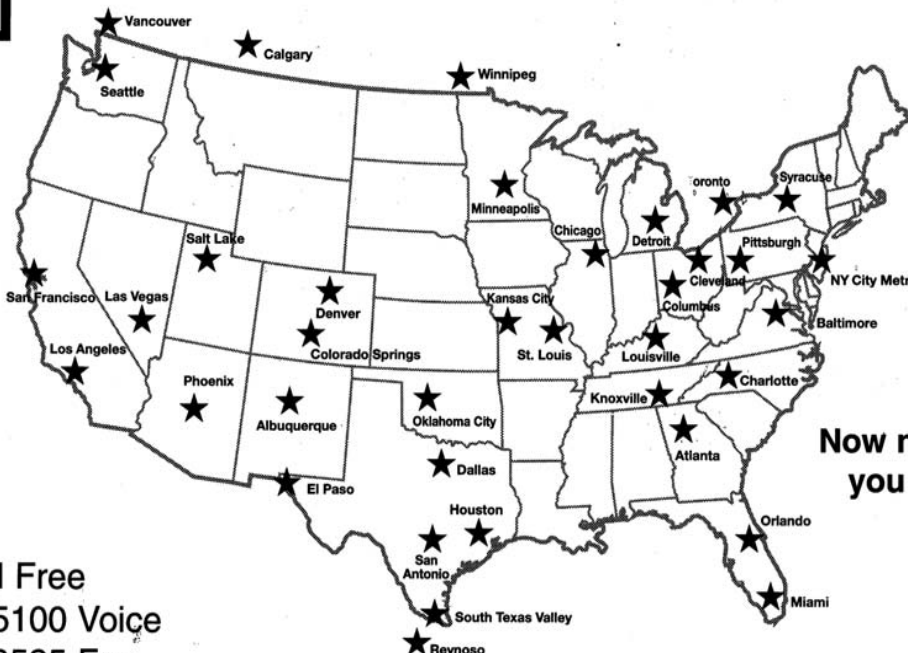 Vancouver
Calgary
Winnipeg
Seattle
Minneapolis
oronto
Syracuse
Chicago
Detroit
Pittsburgh
Salt Lake
Cleveland
NY City Metr
San Francisco
Las Vegas
Denver
Kansas City
Columbus
Baltimore
Colorado Springs
St. Louis
Louisville
Los Angeles
Phoenix
Knoxville
Charlotte
Albuquerque
Oklahoma City
Atlanta
Now
you
Dallas
El Paso
Houston
Orlando
San
Antonio
Free
5100 Voice
Miami
South Texas Valley
Reynoso